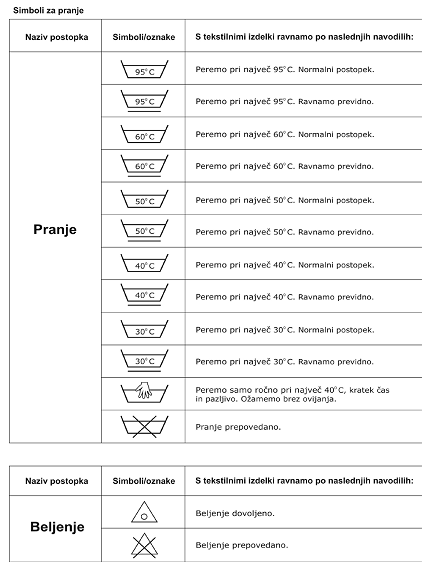 Simboli za pranje
Naziv postopka Simboli/oznake S tekstilnimi izdelki ravnamo po naslednjih navodilih:
Pranje
95°C Peremo pri največ 95°C. Normalni postopek.
95°C Peremo pri največ 95°C. Ravnamo previdno.
60°C Peremo pri največ 60°C. Normalni postopek.
60°C Peremo pri največ 60°C. Ravnamo previdno.
50°C Peremo pri največ 50°C. Normalni postopek.
50°C Peremo pri največ 50°C. Ravnamo previdno.
40°C Peremo pri največ 40°C. Normalni postopek.
40°C Peremo pri največ 40°C. Ravnamo previdno.
30°C Peremo pri največ 30°C. Normalni postopek.
30°C Peremo pri največ 30°C. Ravnamo previdno.
Peremo samo ročno pri največ 40°C, kratek čas
in pazljivo. Ožamemo brez ovijanja.
Pranje prepovedano.
Naziv postopka Simboli/oznake S tekstilnimi izdelki ravnamo po naslednjih navodilih:
Beljenje
Beljenje dovoljeno.
Beljenje prepovedano.